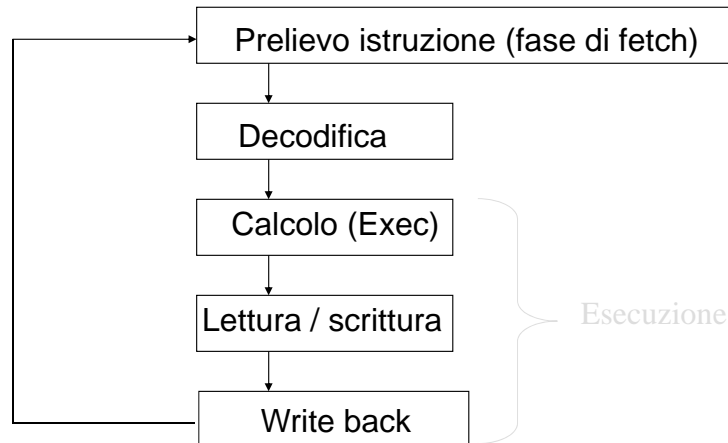 Prelievo istruzione (fase di fetch)
Decodifica
Calcolo (Exec)
Lettura / scrittura
Esecuzione
Write back